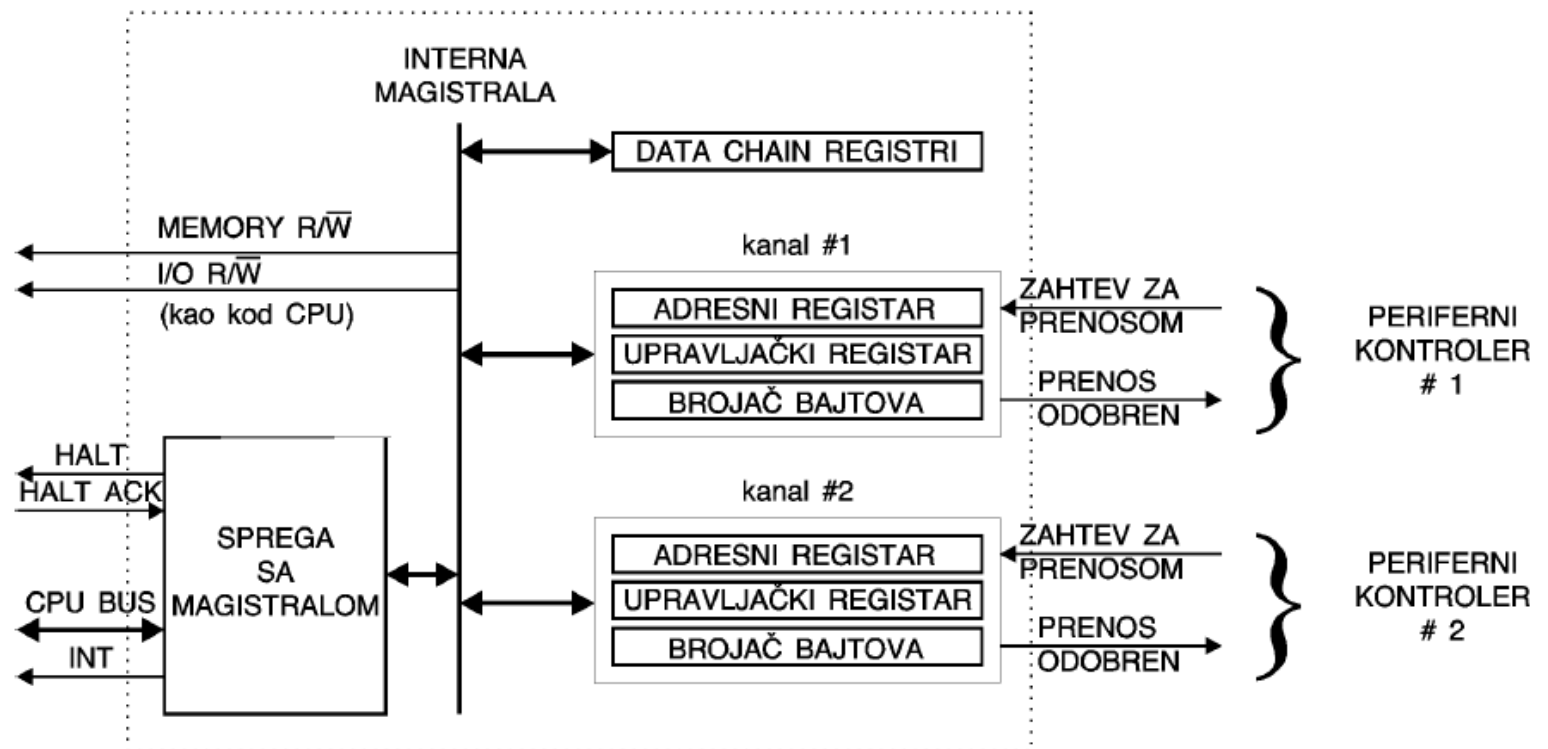 INTERNA
MAGISTRALA
DATA CHAIN REGISTRI
MEMORY R/W̅
I/O R/W̅
(kao kod CPU)
kanal #1
ADRESNI REGISTAR
UPRAVLJAČKI REGISTAR
BROJAČ BAJTOVA
ZAHTEV ZA
PRENOSOM
PRENOS
ODOBREN
PERIFERNI
KONTROLER
# 1
HALT
HALT ACK
CPU BUS
INT
SPREGA
SA
MAGISTRALOM
kanal #2
ADRESNI REGISTAR
UPRAVLJAČKI REGISTAR
BROJAČ BAJTOVA
ZAHTEV ZA
PRENOSOM
PRENOS
ODOBREN
PERIFERNI
KONTROLER
# 2